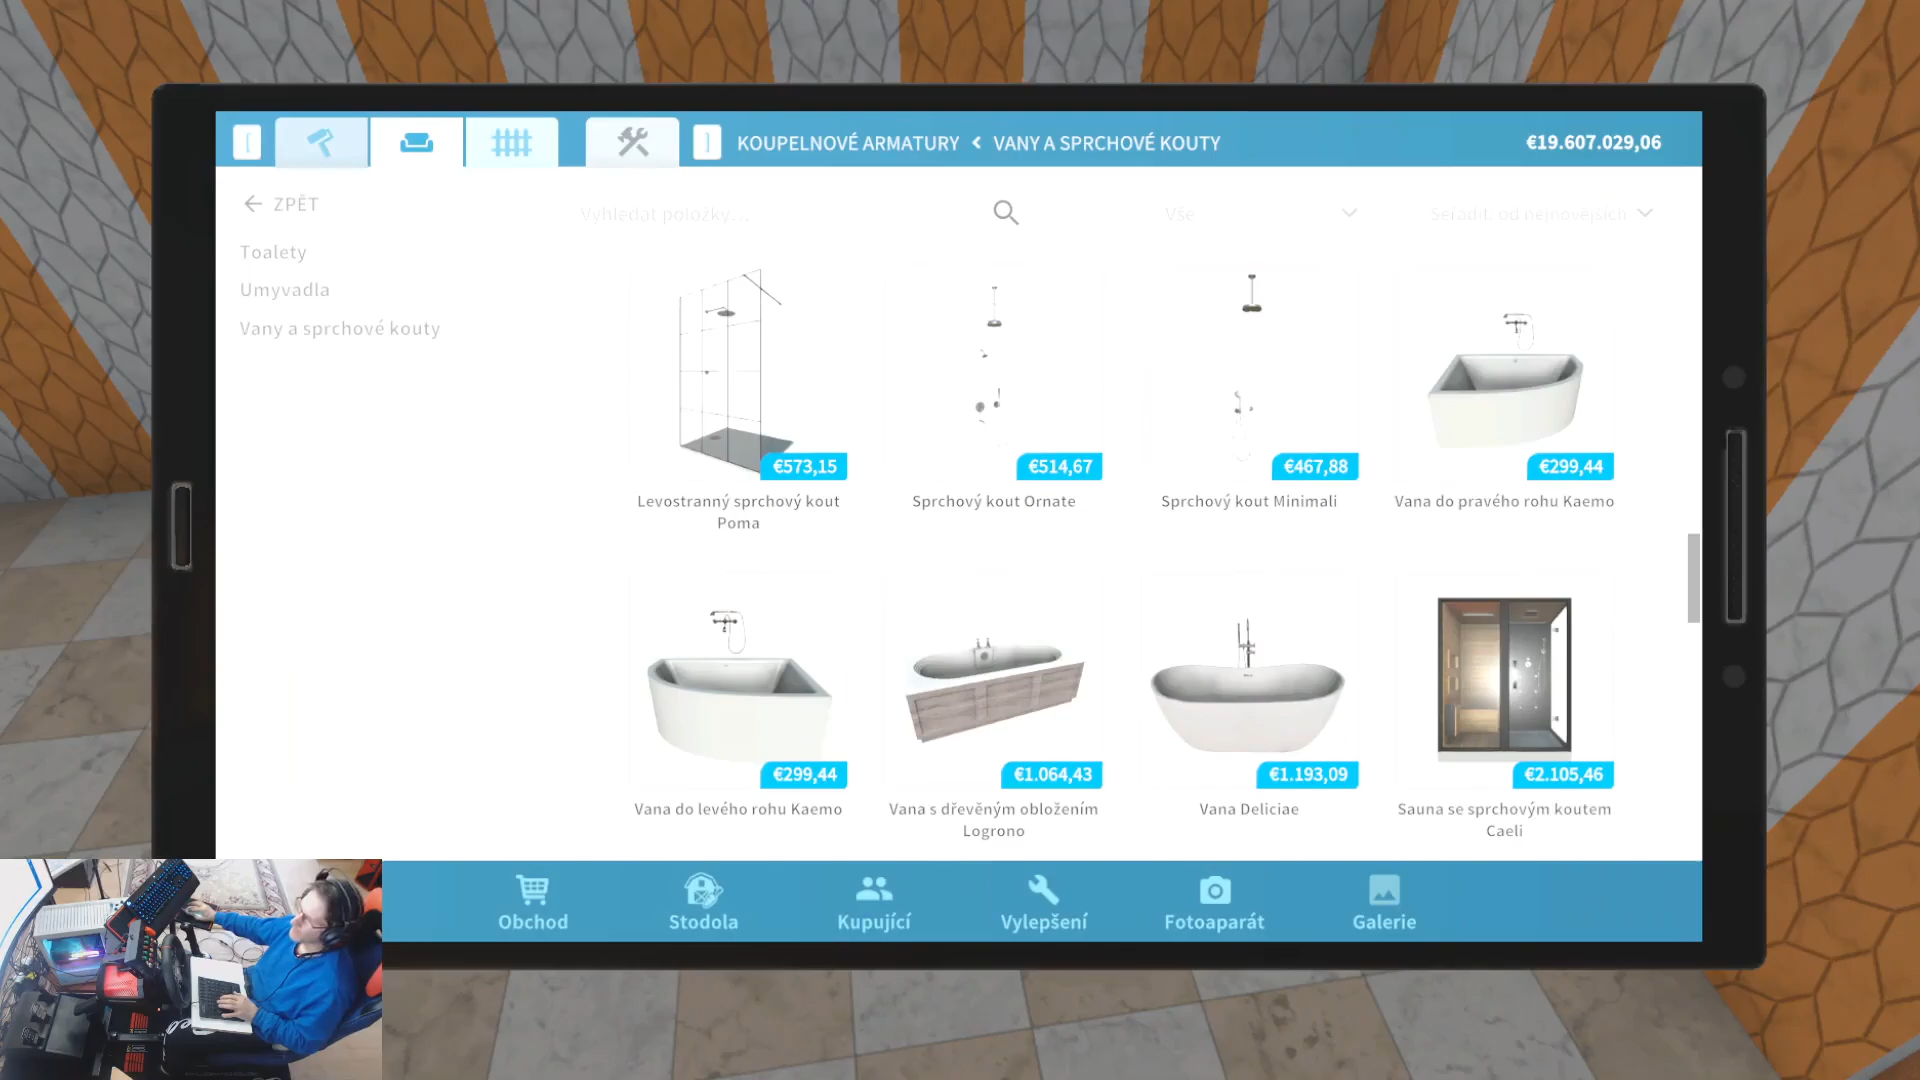 [
]
KOUPELNOVÉ ARMATURY < VANY A SPRCHOVÉ KOUTY
€19.607.029,06
ZPĚT
Vyhledat položky...
Vše
Seřadit: od nejnovějších
Toalety
Umyvadla
Vany a sprchové kouty
€573,15
€514,67
€467,88
€299,44
Levostranný sprchový kout
Poma
Sprchový kout Ornate
Sprchový kout Minimali
Vana do pravého rohu Kaemo
€299,44
€1.064,43
€1.193,09
€2.105,46
Vana do levého rohu Kaemo
Vana s dřevěným obložením
Logrono
Vana Deliciae
Sauna se sprchovým koutem
Caeli
Obchod
Stodola
Kupující
Vylepšení
Fotoaparát
Galerie